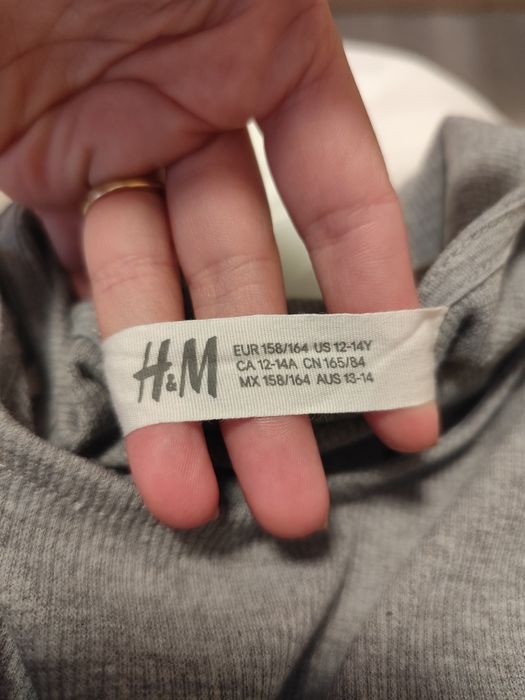 H&M
EUR 158/164 US 12-14Y
CA 12-14A CN 165/84
MX 158/164 AUS 13-14